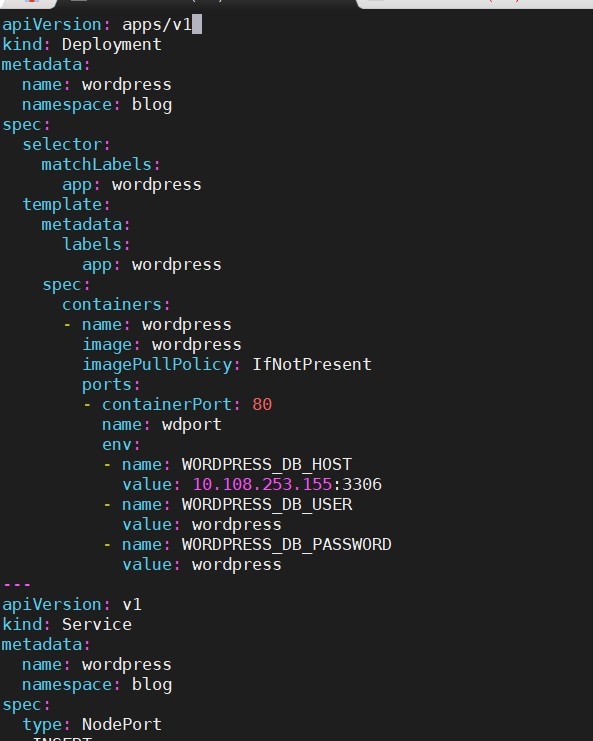 apiVersion: apps/v1
kind: Deployment
metadata:
  name: wordpress
  namespace: blog
spec:
  selector:
    matchLabels:
      app: wordpress
  template:
    metadata:
      labels:
        app: wordpress
    spec:
      containers:
      - name: wordpress
        image: wordpress
        imagePullPolicy: IfNotPresent
        ports:
        - containerPort: 80
          name: wdport
          env:
          - name: WORDPRESS_DB_HOST
            value: 10.108.253.155:3306
          - name: WORDPRESS_DB_USER
            value: wordpress
          - name: WORDPRESS_DB_PASSWORD
            value: wordpress
---
apiVersion: v1
kind: Service
metadata:
  name: wordpress
  namespace: blog
spec:
  type: NodePort